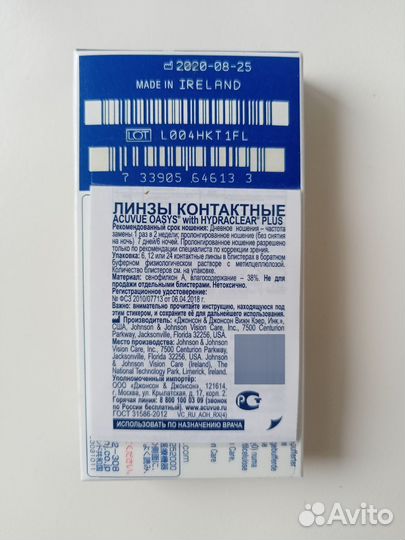 2020-08-25
MADE IN IRELAND
LOT L004HKT1FL
7 33905 64613 3
ЛИНЗЫ КОНТАКТНЫЕ
ACUVUE OASYS® with HYDRACLEAR® PLUS
Рекомендованный срок ношения: Дневное ношение – частота
замены 1 раз в 2 недели; пролонгированное ношение (без снятия
на ночь) 7 дней/6 ночей. Пролонгированное ношение разрешено
только по рекомендации специалиста по коррекции зрения.
Упаковка: 6, 12 или 24 контактные линзы в блистерах в боратном
буферном физиологическом растворе с метилцеллюлозой.
Количество блистеров см. на упаковке.
Материал: сенофилкон А, влагосодержание – 38%. Не для
продажи отдельными блистерами. Нетоксично.
Регистрационное удостоверение:
№ ФСЗ 2010/07713 от 06.04.2018 г.
Важно: внимательно прочитайте инструкцию, находящуюся под
этим стикером, и сохраните её для дальнейшего использования.
Производитель: «Джонсон & Джонсон Вижн Кэер, Инк.»,
США, Johnson & Johnson Vision Care, Inc., 7500 Centurion
Parkway, Jacksonville, Florida 32256, USA.
Место производства: Johnson & Johnson
Vision Care, Inc., 7500 Centurion Parkway,
Jacksonville, Florida 32256, USA, Johnson
& Johnson Vision Care (Ireland), The
National Technology Park, Limerick, Ireland.
Уполномоченный импортер:
ООО «Джонсон & Джонсон», 121614,
г. Москва, ул. Крылатская, д. 17, корп. 2.
Горячая линия: 8 800 100 03 09 (звонок по
России бесплатный). www.acuvue.ru
ГОСТ 31586-2012 VC_RU_AOH_RX(4)
ИСПОЛЬЗОВАТЬ ПО НАЗНАЧЕНИЮ ВРАЧА
Avito